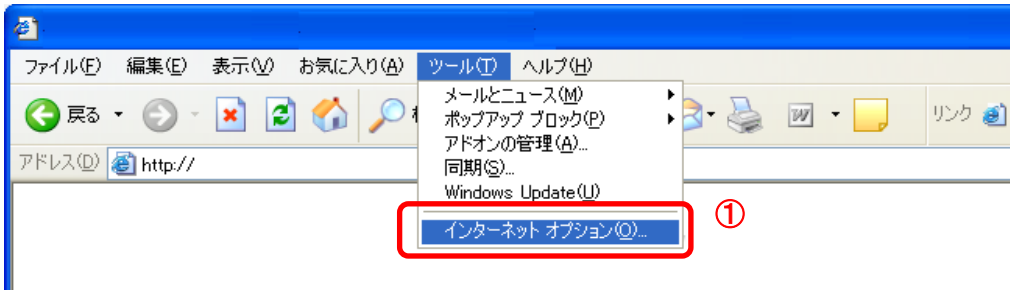 ファイル(F) 編集(E) 表示(V) お気に入り(A) ツール(T) ヘルプ(H)
メールとニュース(M)
戻る
ポップアップ ブロック(P)
リンク
アドオンの管理(A)...
アドレス(D) http://
同期(S)...
Windows Update(U)
インターネット オプション(O)...
①